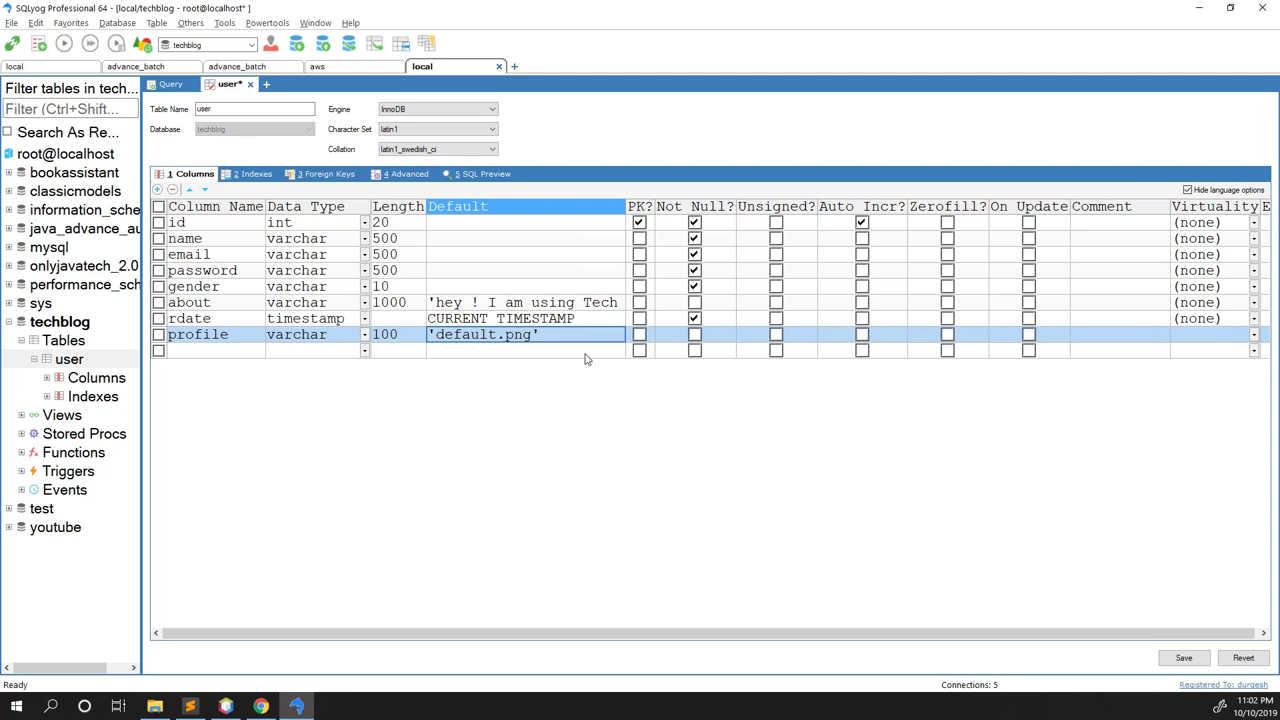 SQLyog Professional 64 - [local/techblog - root@localhost* ]
File Edit Favorites Database Table Others Tools Powertools Window Help
techblog
local advance_batch advance_batch aws local
Filter tables in tech...
Filter (Ctrl+Shift...
Search As Re...
root@localhost
bookassistant
classicmodels
information_sche
java_advance_au
mysql
onlyjavatech_2.0
performance_sch
sys
techblog
Tables
user
Columns
Indexes
Views
Stored Procs
Functions
Triggers
Events
test
youtube
Query user*
Table Name user Engine InnoDB
Database techblog Character Set latin1
Collation latin1_swedish_ci
1 Columns 2 Indexes 3 Foreign Keys 4 Advanced 5 SQL Preview
Hide language options
Column Name Data Type Length Default PK? Not Null? Unsigned? Auto Incr? Zerofill? On Update Comment Virtuality E
id int 20 (none)
name varchar 500 (none)
email varchar 500 (none)
password varchar 500 (none)
gender varchar 10 (none)
about varchar 1000 'hey ! I am using Tech (none)
rdate timestamp CURRENT TIMESTAMP (none)
profile varchar 100 'default.png'
Save Revert
Ready Connections: 5 Registered To: durgesh
11:02 PM
10/10/2019